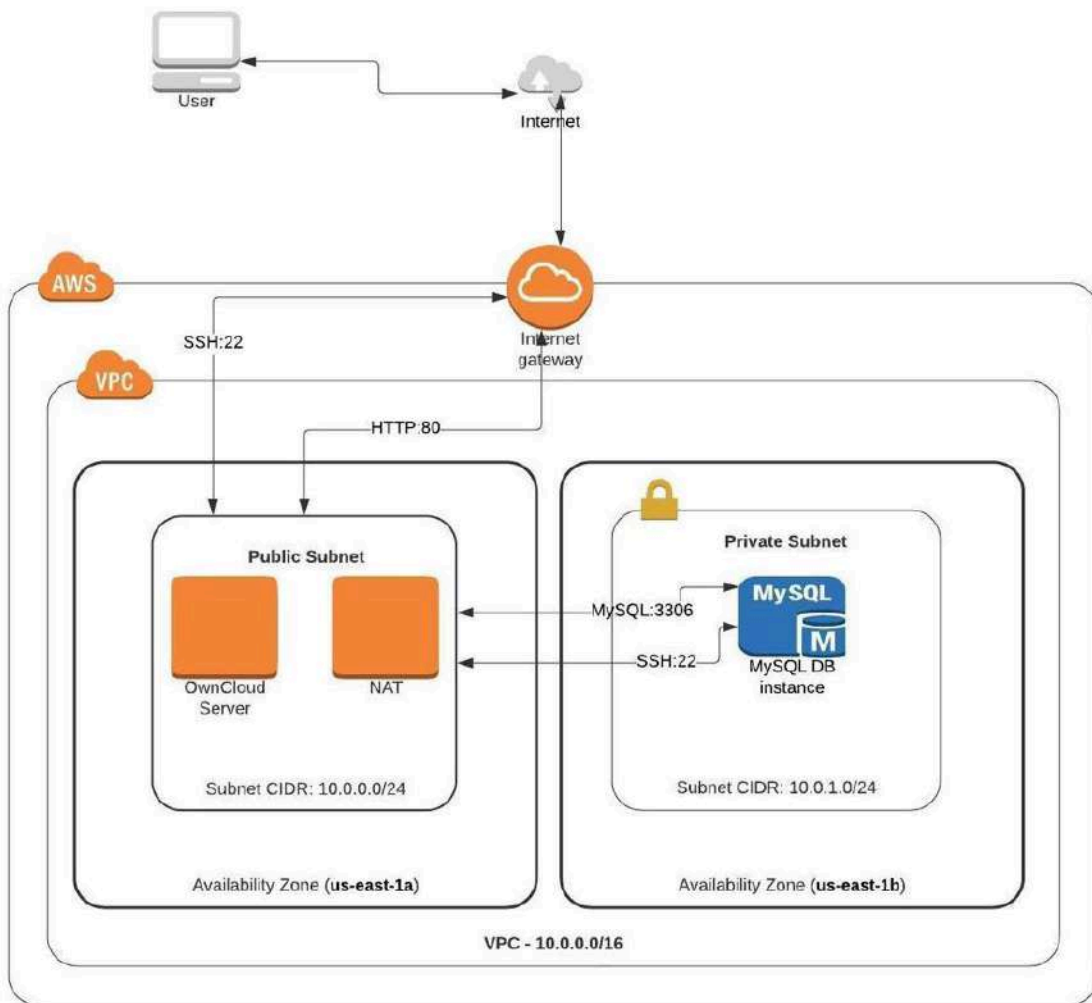 User
Internet
AWS
Internet
gateway
SSH:22
VPC
HTTP:80
Public Subnet
Private Subnet
MySQL
M
MySQL:3306
SSH:22
OwnCloud
Server
NAT
MySQL DB
instance
Subnet CIDR: 10.0.0.0/24
Subnet CIDR: 10.0.1.0/24
Availability Zone (us-east-1a)
Availability Zone (us-east-1b)
VPC - 10.0.0.0/16